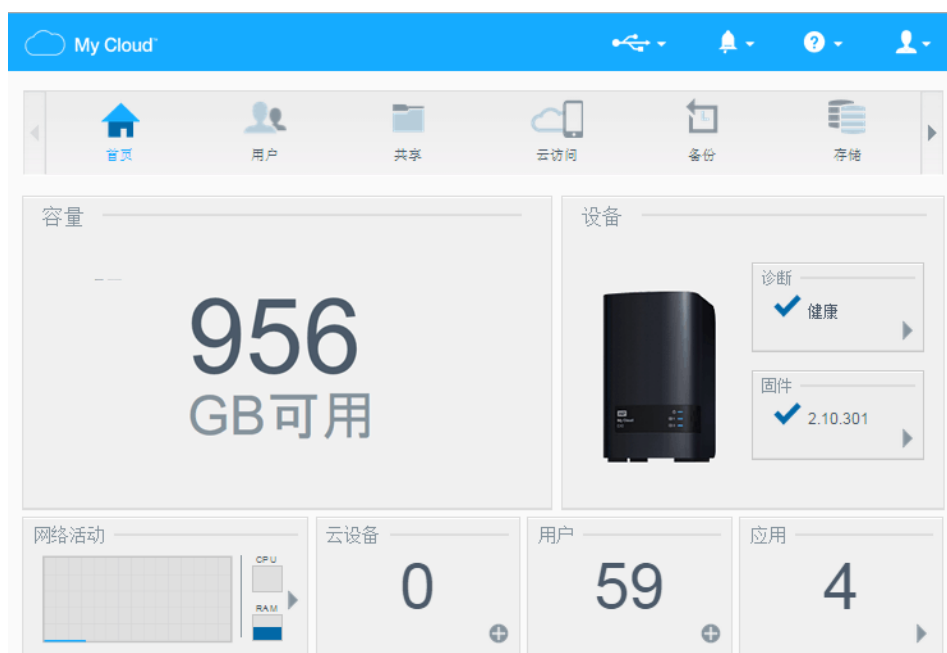 My Cloud™
首页
用户
共享
云访问
备份
存储
容量
956
GB可用
设备
诊断
健康
固件
2.10.301
网络活动
CPU
RAM
云设备
0
用户
59
应用
4